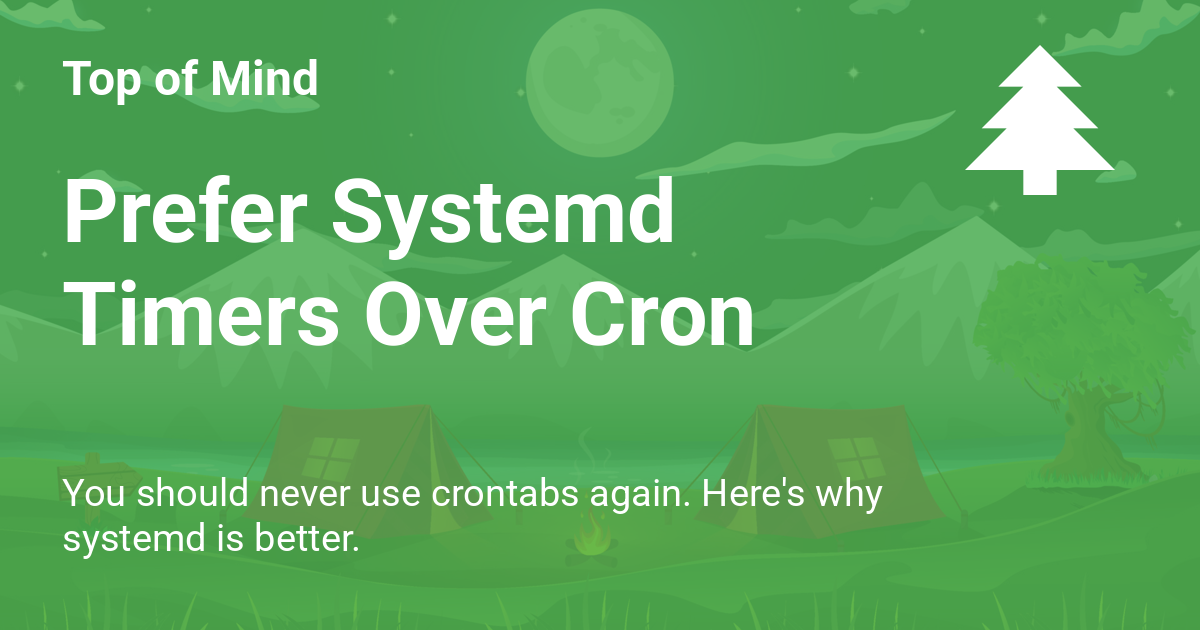 Top of Mind
Prefer Systemd
Timers Over Cron
You should never use crontabs again. Here's why
systemd is better.